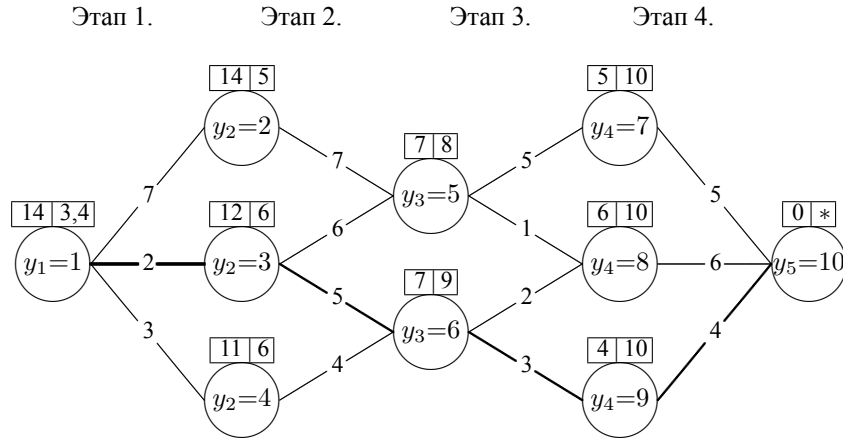 Этап 1. Этап 2. Этап 3. Этап 4.
14 5 5 10
y₂=2 7 8 y₄=7
7 7 5 5
14 3,4 12 6 y₃=5 6 10 0 *
6 1
y₁=1 2 y₂=3 y₄=8 6 y₅=10
5 7 9 2
3 11 6 y₃=6 4 10 4
4 3
y₂=4 y₄=9